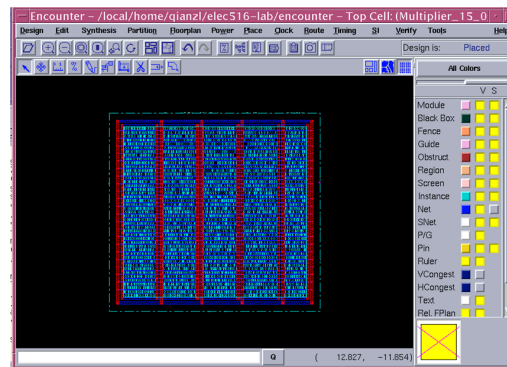 Encounter - /local/home/qianzl/elec516-lab/encounter - Top Cell: (Multiplier_15_0
Design Edit Synthesis Partition Floorplan Power Place Clock Route Timing SI Verify Tools Help
Design is: Placed
All Colors
V S
Module
Black Box
Fence
Guide
Obstruct
Region
Screen
Instance
Net
SNet
P/G
Pin
Ruler
VCongest
HCongest
Text
Rel. FPlan
Q ( 12.827, -11.854)